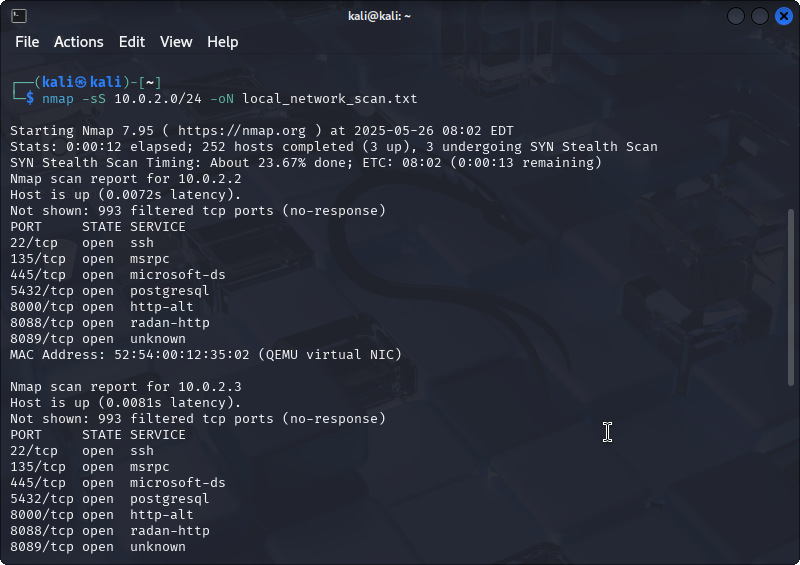 kali@kali: ~
File Actions Edit View Help
┌──(kali㉿kali)-[~]
└─$ nmap -sS 10.0.2.0/24 -oN local_network_scan.txt
Starting Nmap 7.95 ( https://nmap.org ) at 2025-05-26 08:02 EDT
Stats: 0:00:12 elapsed; 252 hosts completed (3 up), 3 undergoing SYN Stealth Scan
SYN Stealth Scan Timing: About 23.67% done; ETC: 08:02 (0:00:13 remaining)
Nmap scan report for 10.0.2.2
Host is up (0.0072s latency).
Not shown: 993 filtered tcp ports (no-response)
PORT     STATE SERVICE
22/tcp   open  ssh
135/tcp  open  msrpc
445/tcp  open  microsoft-ds
5432/tcp open  postgresql
8000/tcp open  http-alt
8088/tcp open  radan-http
8089/tcp open  unknown
MAC Address: 52:54:00:12:35:02 (QEMU virtual NIC)
Nmap scan report for 10.0.2.3
Host is up (0.0081s latency).
Not shown: 993 filtered tcp ports (no-response)
PORT     STATE SERVICE
22/tcp   open  ssh
135/tcp  open  msrpc
445/tcp  open  microsoft-ds
5432/tcp open  postgresql
8000/tcp open  http-alt
8088/tcp open  radan-http
8089/tcp open  unknown